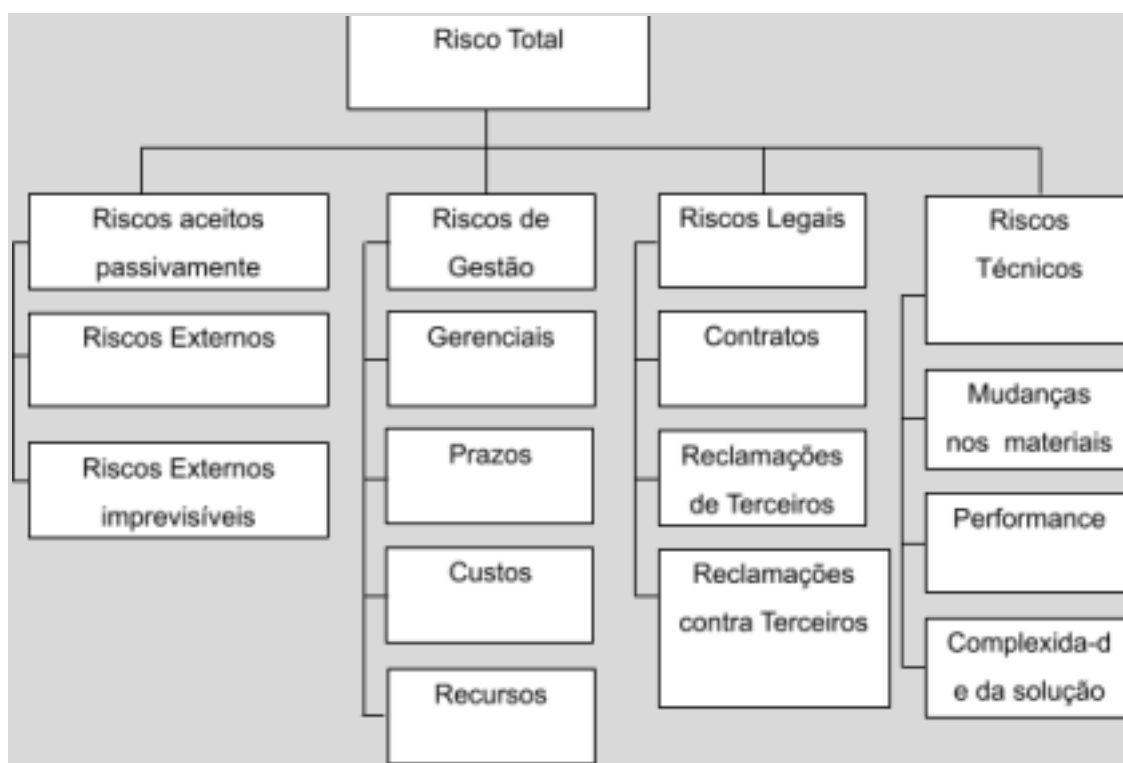 Risco Total
Riscos aceitos
passivamente
Riscos Externos
Riscos Externos
imprevisíveis
Riscos de
Gestão
Gerenciais
Prazos
Custos
Recursos
Riscos Legais
Contratos
Reclamações
de Terceiros
Reclamações
contra Terceiros
Riscos
Técnicos
Mudanças
nos materiais
Performance
Complexida-d
e da solução